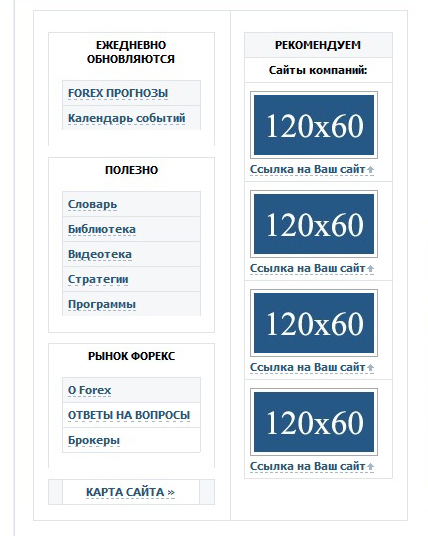 ЕЖЕДНЕВНО
ОБНОВЛЯЮТСЯ
FOREX ПРОГНОЗЫ
Календарь событий
ПОЛЕЗНО
Словарь
Библиотека
Видеотека
Стратегии
Программы
РЫНОК ФОРЕКС
О Forex
ОТВЕТЫ НА ВОПРОСЫ
Брокеры
КАРТА САЙТА »
РЕКОМЕНДУЕМ
Сайты компаний:
120x60
Ссылка на Ваш сайт
120x60
Ссылка на Ваш сайт
120x60
Ссылка на Ваш сайт
120x60
Ссылка на Ваш сайт